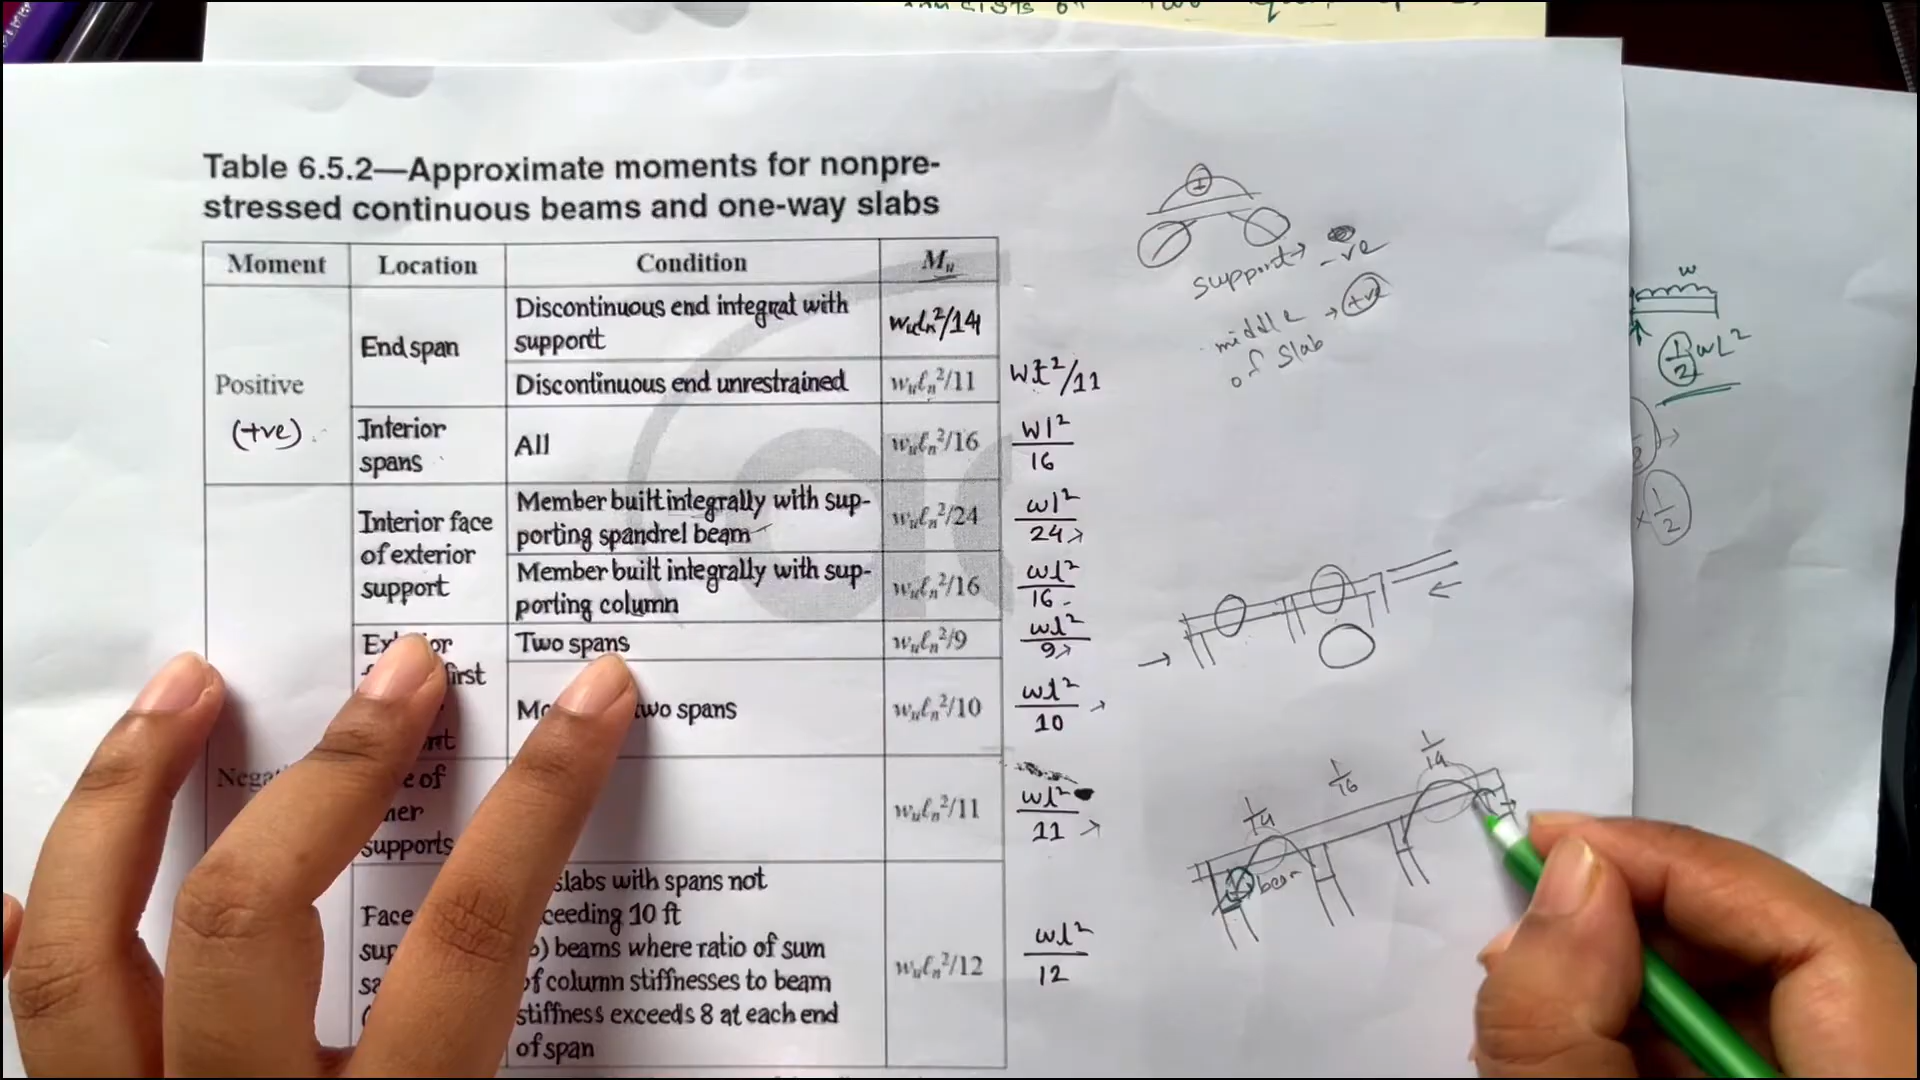 Table 6.5.2—Approximate moments for nonpre-
stressed continuous beams and one-way slabs
Moment
Location
Condition
Mu
Positive
(+ve)
End span
Discontinuous end integral with
supportt
wuℓn²/14
Discontinuous end unrestrained
wuℓn²/11
wl²/11
Interior
spans
All
wuℓn²/16
wl²
16
Interior face
of exterior
support
Member built integrally with sup-
porting spandrel beam
wuℓn²/24
wl²
24
Member built integrally with sup-
porting column
wuℓn²/16
wl²
16
Two spans
wuℓn²/9
wl²
9
two spans
wuℓn²/10
wl²
10
of
supports
wuℓn²/11
wl²
11
Face
slabs with spans not
10 ft
beams where ratio of sum
of column stiffnesses to beam
stiffness exceeds 8 at each end
of span
wuℓn²/12
wl²
12
+
support → -ve
middle → +ve
of slab
1/14
1/16
1/14
beam
w
1/2 wL²
× 1/2